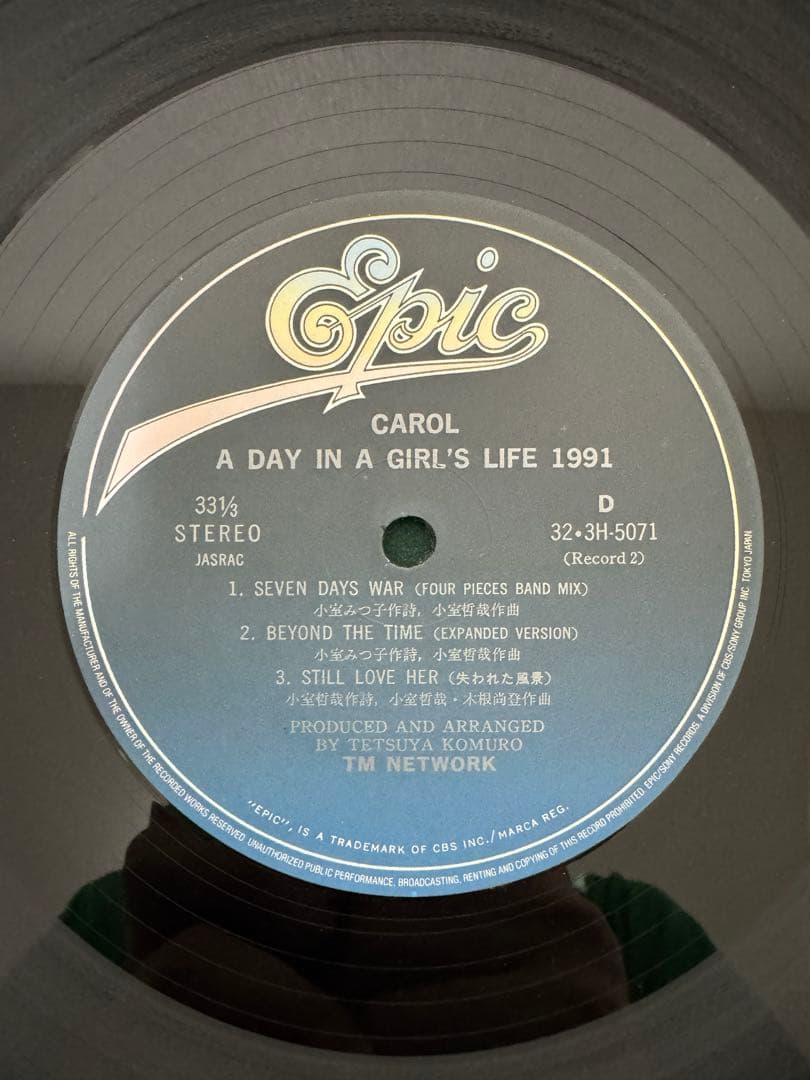 Epic
CAROL
A DAY IN A GIRL'S LIFE 1991
33⅓
STEREO
JASRAC
D
32•3H-5071
(Record 2)
1. SEVEN DAYS WAR (FOUR PIECES BAND MIX)
小室みつ子作詩, 小室哲哉作曲
2. BEYOND THE TIME (EXPANDED VERSION)
小室みつ子作詩, 小室哲哉作曲
3. STILL LOVE HER (失われた風景)
小室哲哉作詩, 小室哲哉・木根尚登作曲
PRODUCED AND ARRANGED
BY TETSUYA KOMURO
TM NETWORK
"EPIC", IS A TRADEMARK OF CBS INC./MARCA REG.
ALL RIGHTS OF THE MANUFACTURER AND OF THE OWNER OF THE RECORDED WORKS RESERVED. UNAUTHORIZED PUBLIC PERFORMANCE, BROADCASTING, RENTING AND COPYING OF THIS RECORD PROHIBITED. EPIC/SONY RECORDS. A DIVISION OF CBS/SONY GROUP INC. TOKYO JAPAN